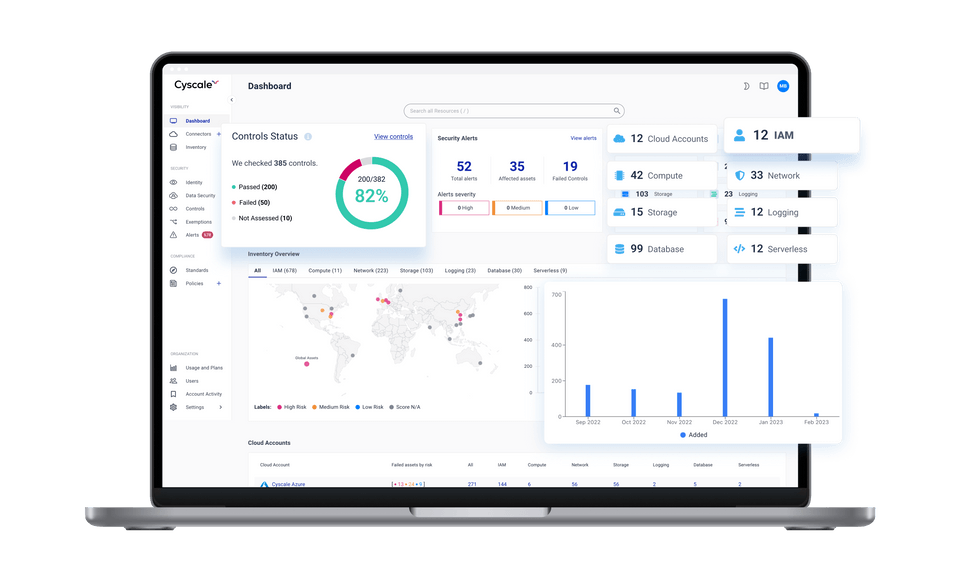 Cyscale
Dashboard
MB
VISIBILITY
Dashboard
Connectors +
Inventory
SECURITY
Identity
Data Security
Controls
Exemptions
Alerts
COMPLIANCE
Standards
Policies +
ORGANIZATION
Usage and Plans
Users
Account Activity
Settings
Search all Resources ( / )
Controls Status
View controls
We checked 385 controls.
Passed (200)
Failed (50)
Not Assessed (10)
200/382
82%
Security Alerts
View alerts
52 35 19
Total alerts Affected assets Failed Controls
Alerts severity
0 High 0 Medium 0 Low
12 Cloud Accounts
12 IAM
42 Compute
33 Network
103 Storage
23 Logging
15 Storage
12 Logging
99 Database
12 Serverless
Inventory Overview
All IAM (678) Compute (11) Network (223) Storage (103) Logging (23) Database (30) Serverless (9)
Global Assets
Labels: High Risk Medium Risk Low Risk Score N/A
800
600
400
200
0
700
400
200
0
Sep 2022 Oct 2022 Nov 2022 Dec 2022 Jan 2023 Feb 2023
Added
Cloud Accounts
Cloud Account Failed assets by risk All IAM Compute Network Storage Logging Database Serverless
Cyscale Azure 271 144 6 56 56 2 5 2